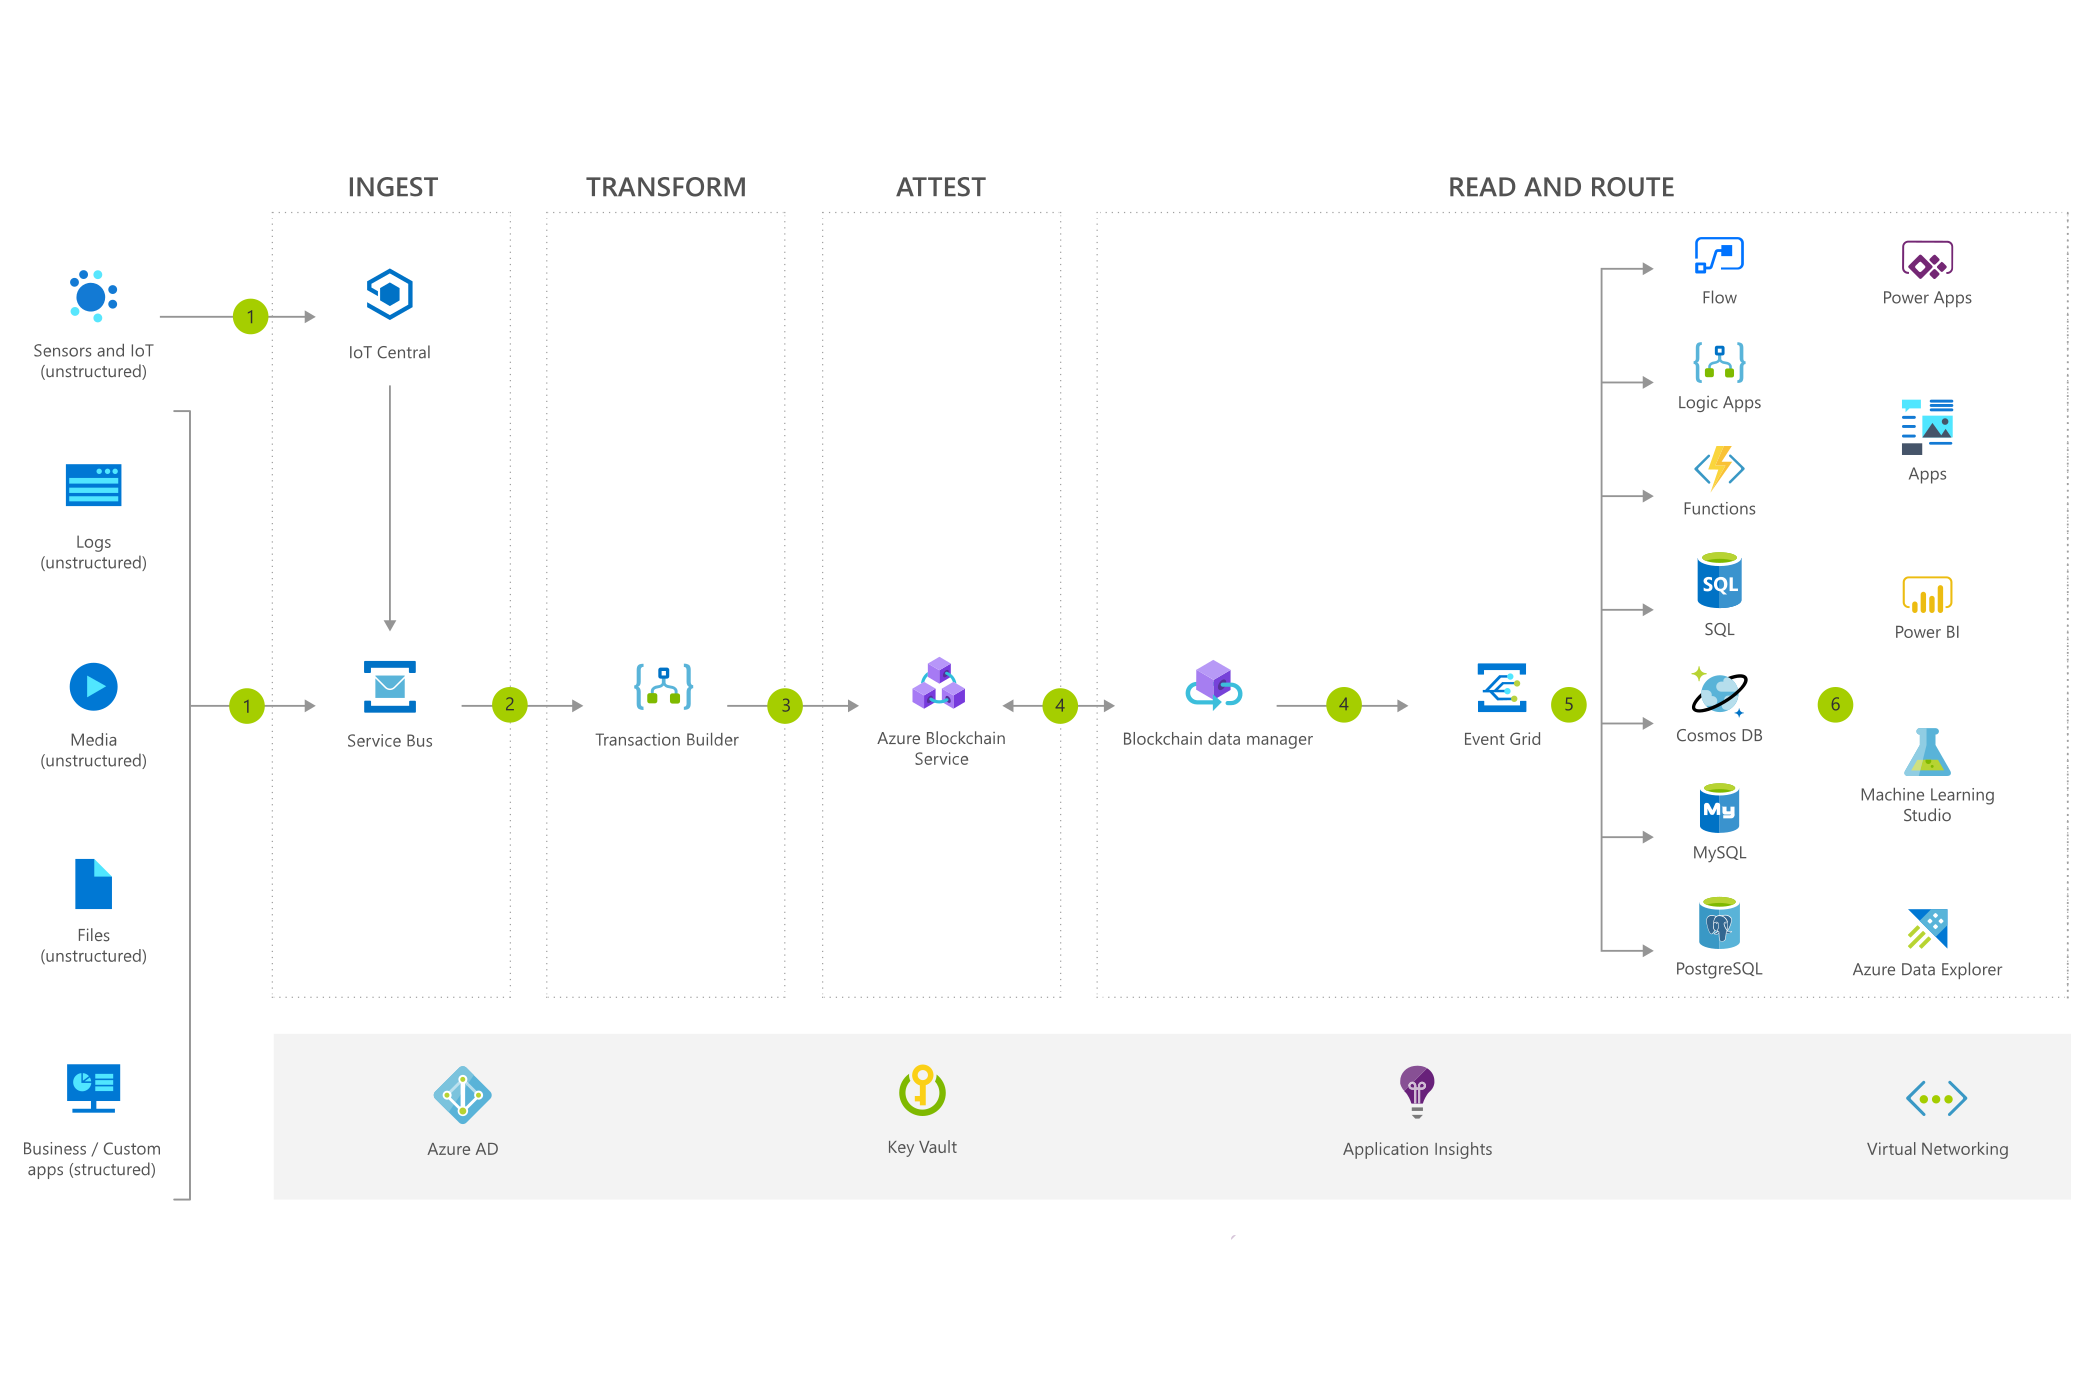 INGEST
TRANSFORM
ATTEST
READ AND ROUTE
Sensors and IoT
(unstructured)
1
IoT Central
Logs
(unstructured)
Media
(unstructured)
Files
(unstructured)
Business / Custom
apps (structured)
1
Service Bus
2
Transaction Builder
3
Azure Blockchain
Service
4
Blockchain data manager
4
Event Grid
5
Flow
Logic Apps
Functions
SQL
SQL
Cosmos DB
My
MySQL
PostgreSQL
6
Power Apps
Apps
Power BI
Machine Learning
Studio
Azure Data Explorer
Azure AD
Key Vault
Application Insights
Virtual Networking